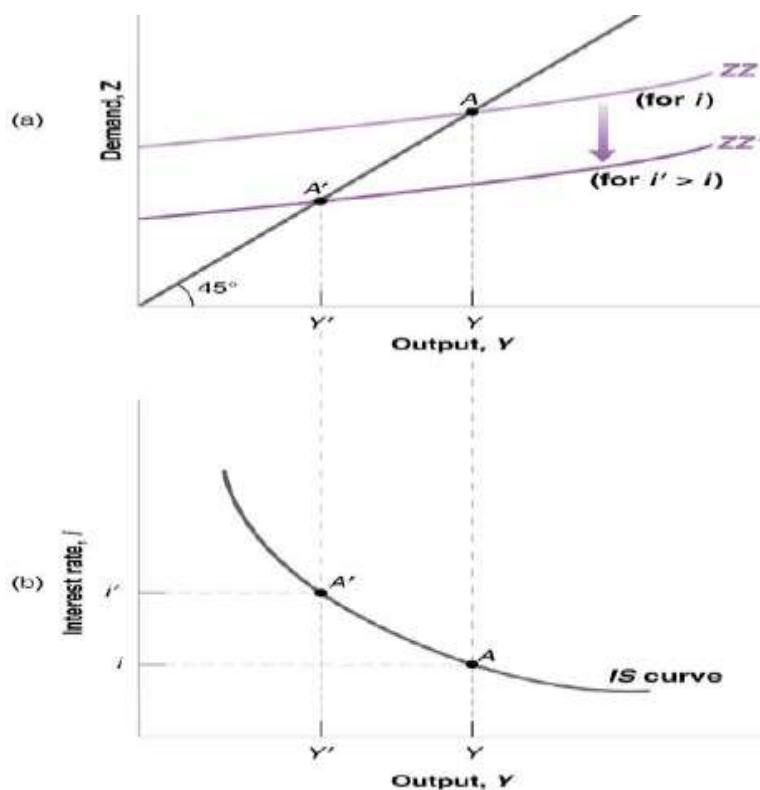 (a)
Demand, Z
ZZ
(for i)
A
ZZ'
(for i' > i)
A'
45°
Y' Y
Output, Y
(b)
Interest rate, i
i'
A'
i
A
IS curve
Y' Y
Output, Y